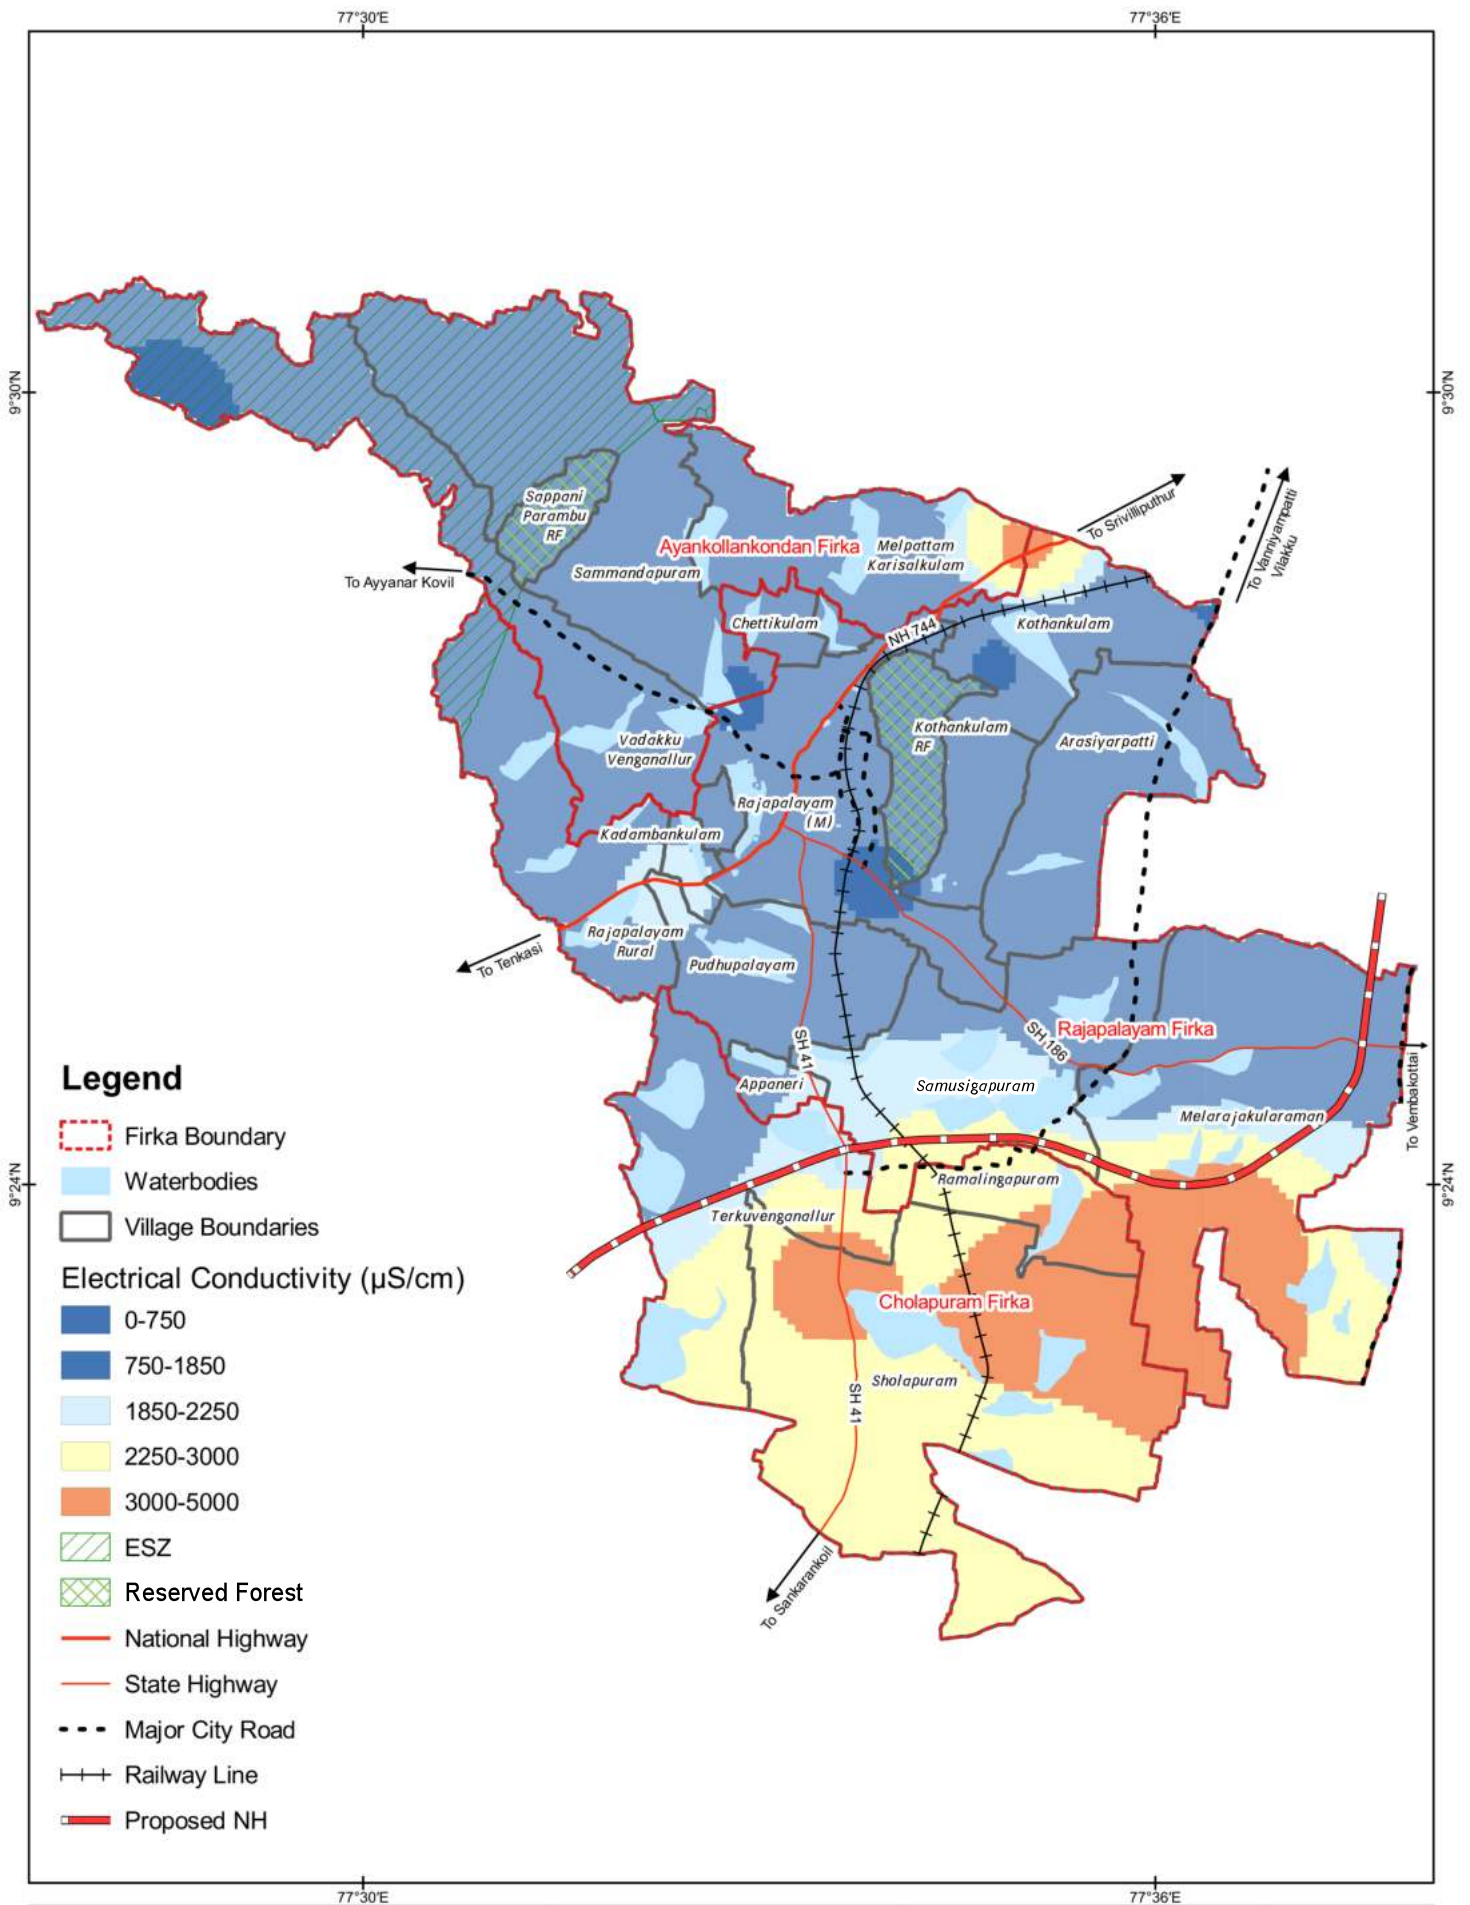 77°30'E
77°36'E
9°30'N
9°30'N
Sappani
Parambu
RF
To Srivilliputhur
To Vanniyampatti
Vilakku
Ayankollankondan Firka
Melpattam
Karisalkulam
To Ayyanar Kovil
Sammandapuram
Chettikulam
NH 744
Kothankulam
Vadakku
Venganallur
Kothankulam
RF
Arasiyarpatti
Rajapalayam
(M)
Kadambankulam
Rajapalayam
Rural
To Tenkasi
Pudhupalayam
SH 41
SH 186
Rajapalayam Firka
Appaneri
Samusigapuram
Melarajakularaman
To Vembakottai
9°24'N
9°24'N
Ramalingapuram
Terkuvenganallur
Cholapuram Firka
Sholapuram
SH 41
To Sankarankoil
Legend
Firka Boundary
Waterbodies
Village Boundaries
Electrical Conductivity (µS/cm)
0-750
750-1850
1850-2250
2250-3000
3000-5000
ESZ
Reserved Forest
National Highway
State Highway
Major City Road
Railway Line
Proposed NH
77°30'E
77°36'E